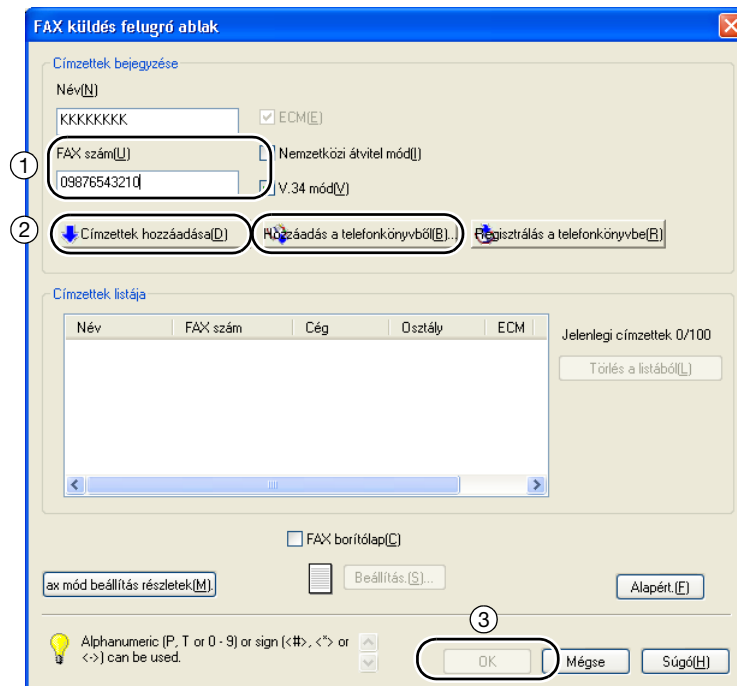 FAX küldés felugró ablak
Címzettek bejegyzése
Név(N)
KKKKKKKK
ECM(E)
1
FAX szám(U)
Nemzetközi átvitel mód(I)
09876543210
V.34 mód(V)
2
Címzettek hozzáadása(D)
Hozzáadás a telefonkönyvből(B)...
Regisztrálás a telefonkönyvbe(R)
Címzettek listája
Név FAX szám Cég Osztály ECM
Jelenlegi címzettek 0/100
Törlés a listából(L)
FAX borítólap(C)
ax mód beállítás részletek(M).
Beállítás.(S)...
Alapért.(F)
3
Alphanumeric (P, T or 0 - 9) or sign (<#>, <*> or
<->) can be used.
OK
Mégse
Súgó(H)